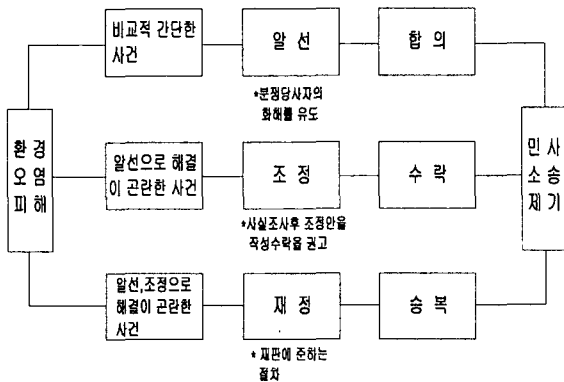 비교적 간단한
사건
알 선
합 의
*분쟁당사자의
화해를 유도
환 경
오 염
피 해
알선으로 해결
이 곤란한 사건
조 정
수 락
민 사
소 송
제 기
*사실조사후 조정안을
작성수락을 권고
알선,조정으로
해결이 곤란한
사건
재 정
승 복
* 재판에 준하는
절차